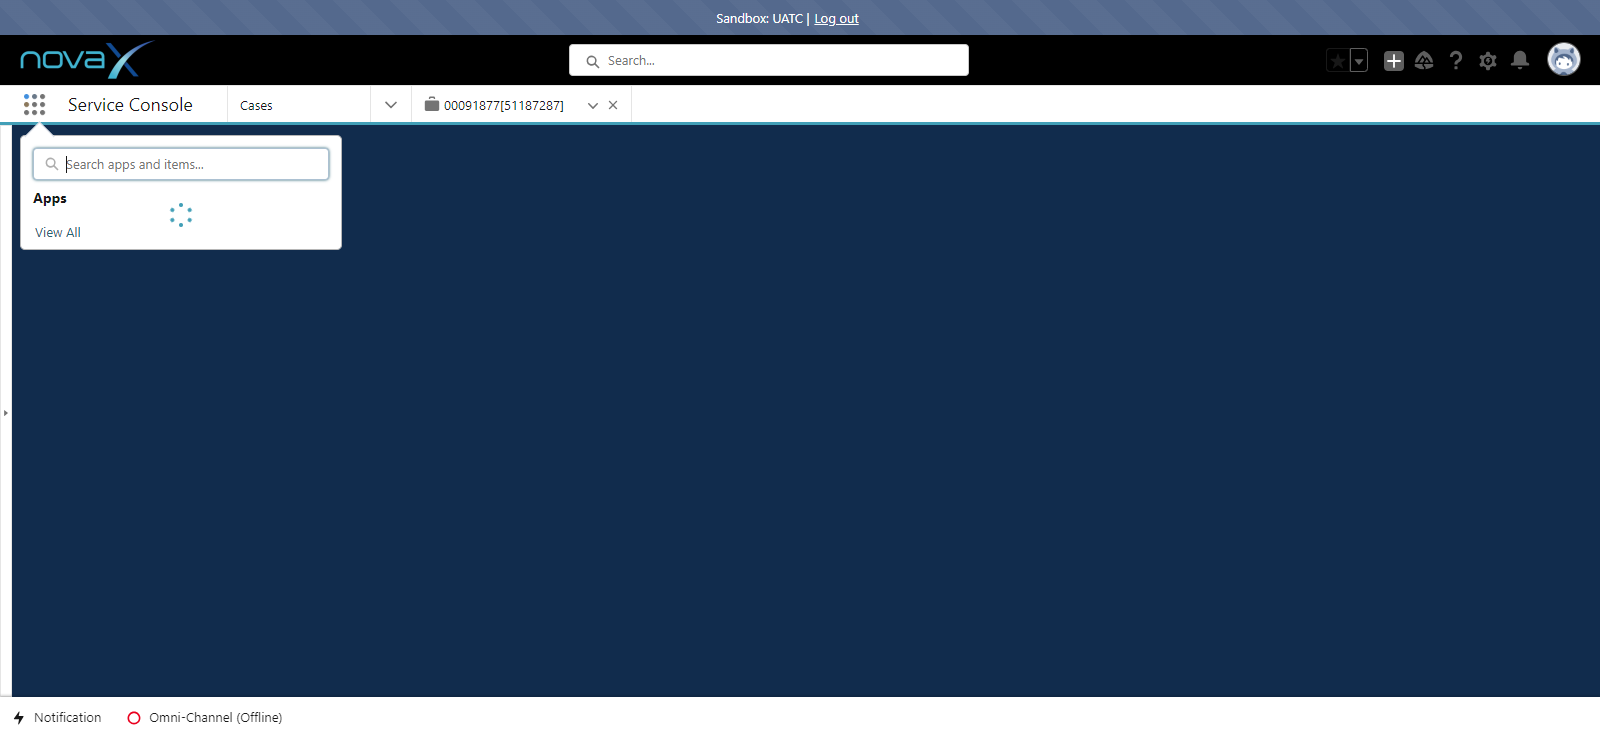 Sandbox: UATC | Log out
novaX
Search...
Service Console
Cases
00091877[51187287]
Search apps and items...
Apps
View All
Notification
Omni-Channel (Offline)